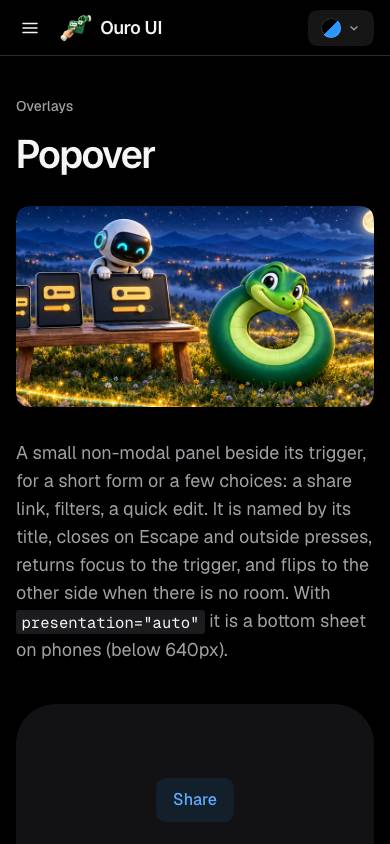 Ouro UI
Overlays
Popover
A small non-modal panel beside its trigger,
for a short form or a few choices: a share
link, filters, a quick edit. It is named by its
title, closes on Escape and outside presses,
returns focus to the trigger, and flips to the
other side when there is no room. With
presentation="auto" it is a bottom sheet
on phones (below 640px).
Share